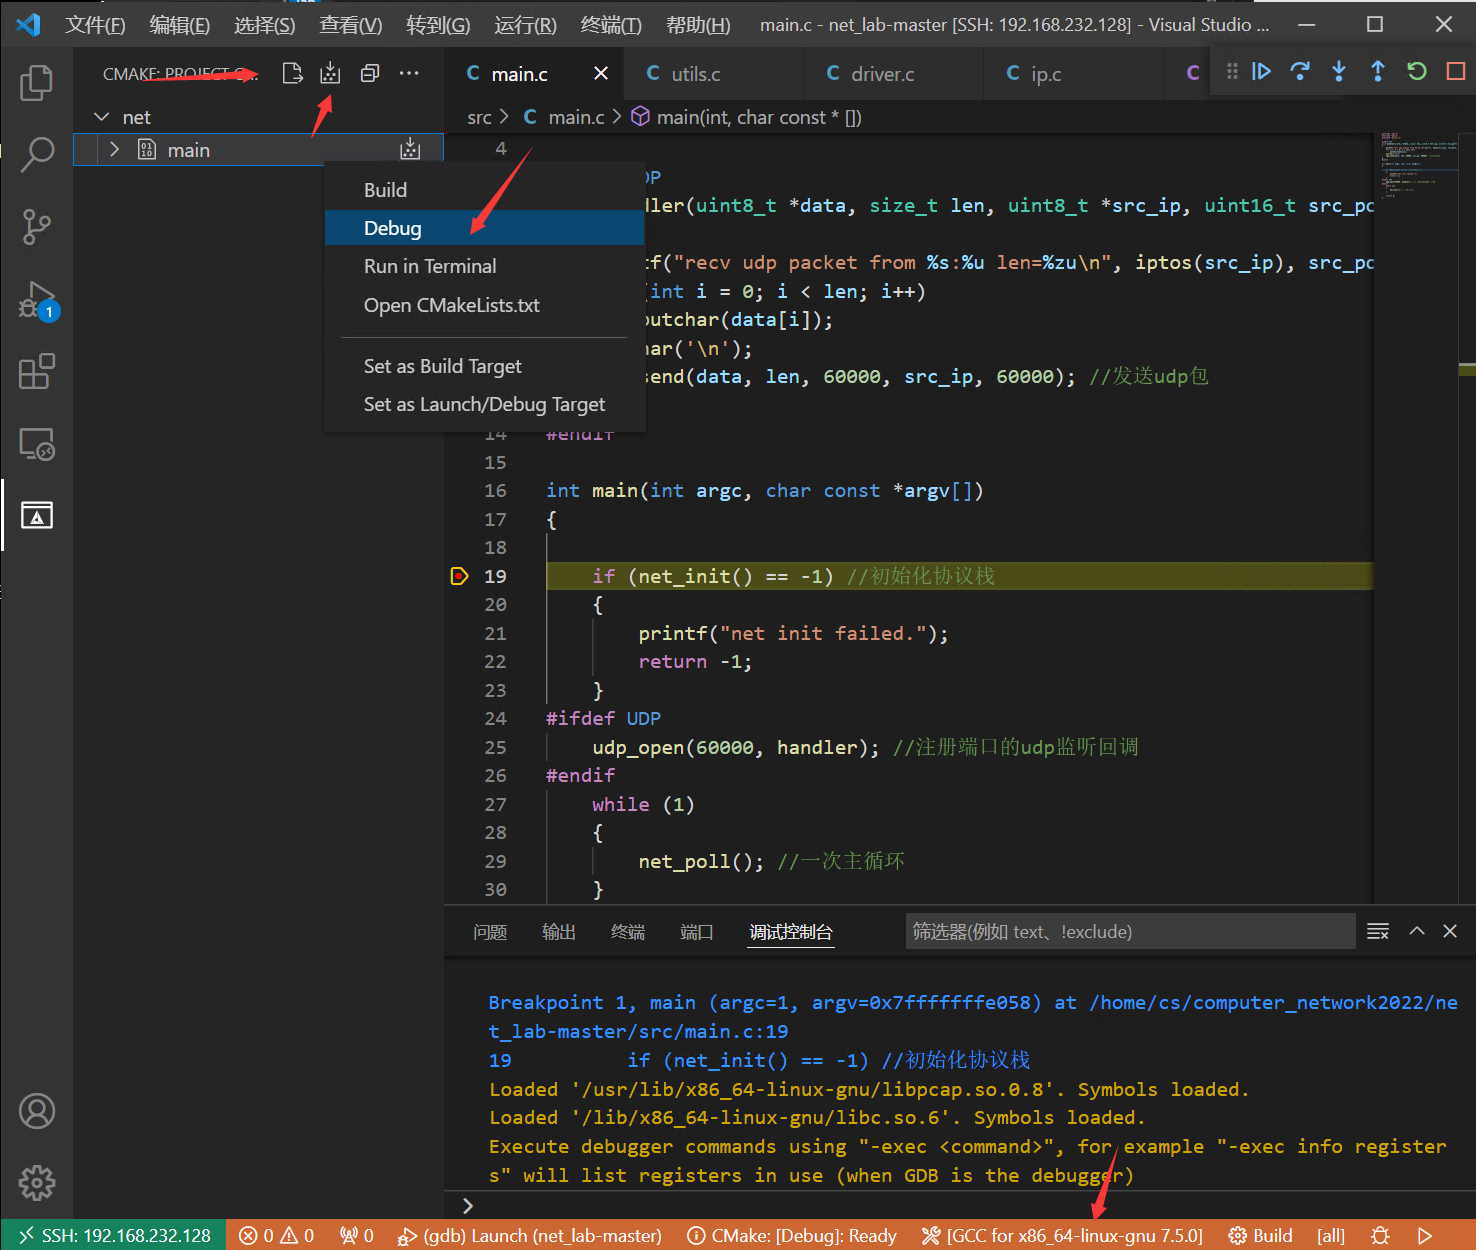 文件(F) 编辑(E) 选择(S) 查看(V) 转到(G) 运行(R) 终端(T) 帮助(H) main.c - net_lab-master [SSH: 192.168.232.128] - Visual Studio ...
CMAKE: PROJECT
main.c utils.c driver.c ip.c
net
src > C main.c > main(int, char const * [])
main
4
Build
Debug
Run in Terminal
Open CMakeLists.txt
Set as Build Target
Set as Launch/Debug Target
DP
ller(uint8_t *data, size_t len, uint8_t *src_ip, uint16_t src_po
tf("recv udp packet from %s:%u len=%zu\n", iptos(src_ip), src_po
(int i = 0; i < len; i++)
putchar(data[i]);
har('\n');
send(data, len, 60000, src_ip, 60000); //发送udp包
14 #endif
15
16 int main(int argc, char const *argv[])
17 {
18
19 if (net_init() == -1) //初始化协议栈
20 {
21 printf("net init failed.");
22 return -1;
23 }
24 #ifdef UDP
25 udp_open(60000, handler); //注册端口的udp监听回调
26 #endif
27 while (1)
28 {
29 net_poll(); //一次主循环
30 }
1
问题 输出 终端 端口 调试控制台 筛选器(例如 text、!exclude)
Breakpoint 1, main (argc=1, argv=0x7fffffffe058) at /home/cs/computer_network2022/ne
t_lab-master/src/main.c:19
19 if (net_init() == -1) //初始化协议栈
Loaded '/usr/lib/x86_64-linux-gnu/libpcap.so.0.8'. Symbols loaded.
Loaded '/lib/x86_64-linux-gnu/libc.so.6'. Symbols loaded.
Execute debugger commands using "-exec <command>", for example "-exec info register
s" will list registers in use (when GDB is the debugger)
>
SSH: 192.168.232.128 0 0 0 (gdb) Launch (net_lab-master) CMake: [Debug]: Ready [GCC for x86_64-linux-gnu 7.5.0] Build [all]